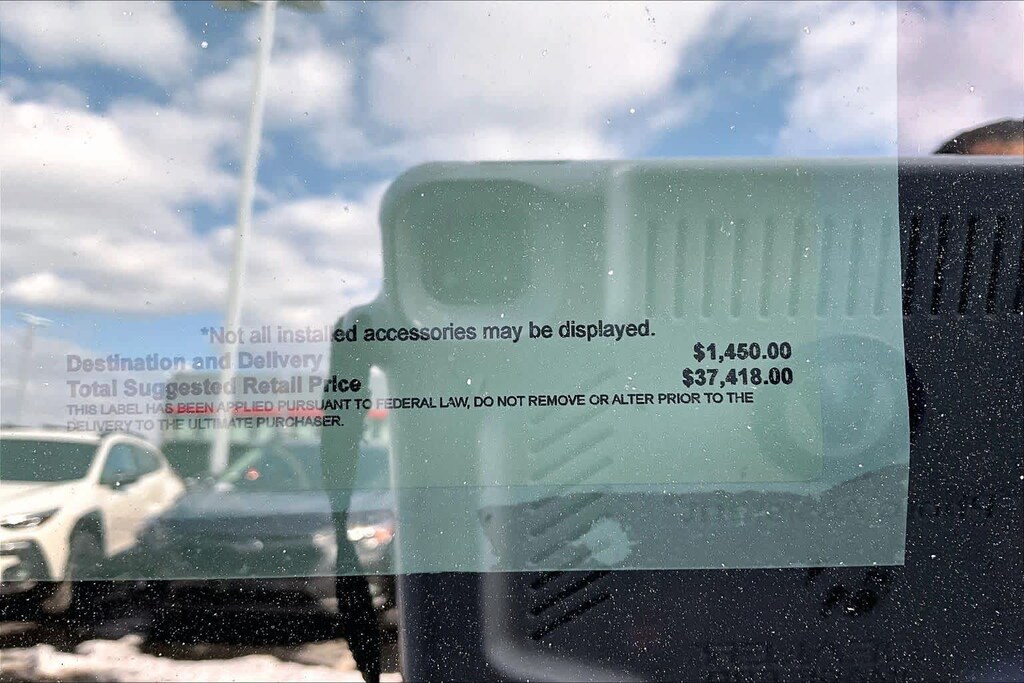 *Not all installed accessories may be displayed.
Destination and Delivery $1,450.00
Total Suggested Retail Price $37,418.00
THIS LABEL HAS BEEN APPLIED PURSUANT TO FEDERAL LAW, DO NOT REMOVE OR ALTER PRIOR TO THE
DELIVERY TO THE ULTIMATE PURCHASER.